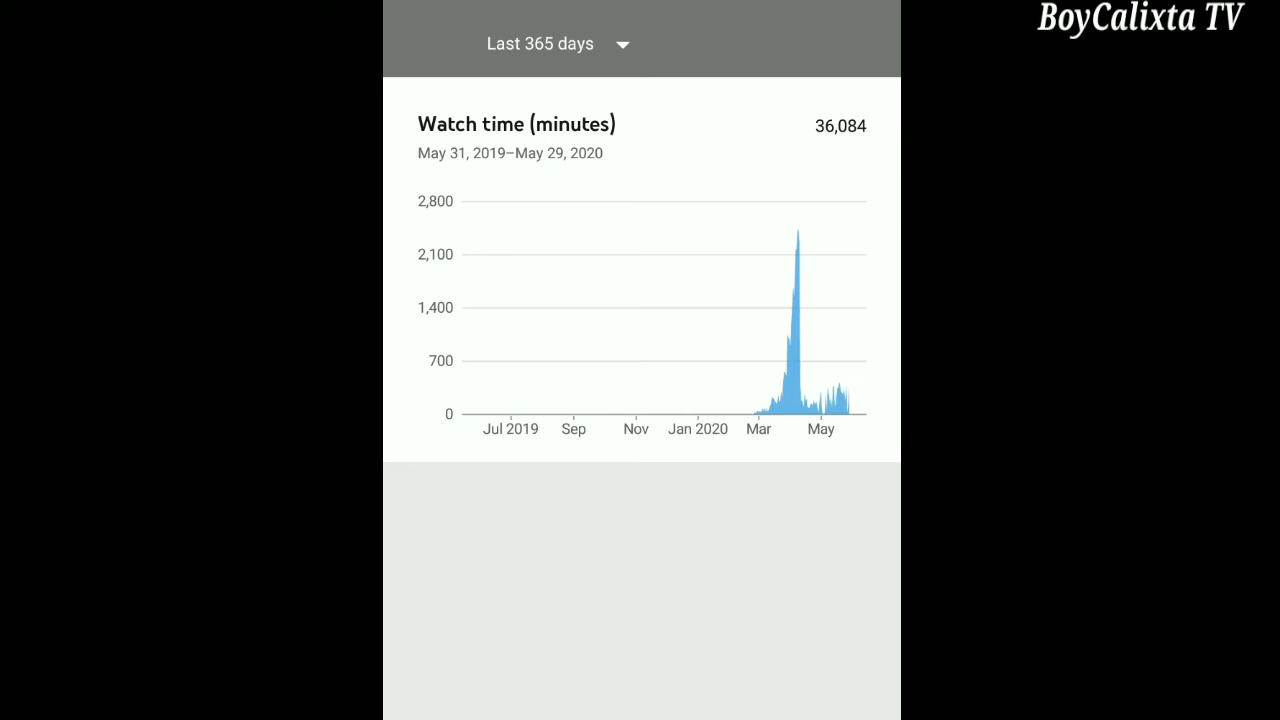 BoyCalixta TV
Last 365 days
Watch time (minutes)
36,084
May 31, 2019–May 29, 2020
2,800
2,100
1,400
700
0
Jul 2019 Sep Nov Jan 2020 Mar May